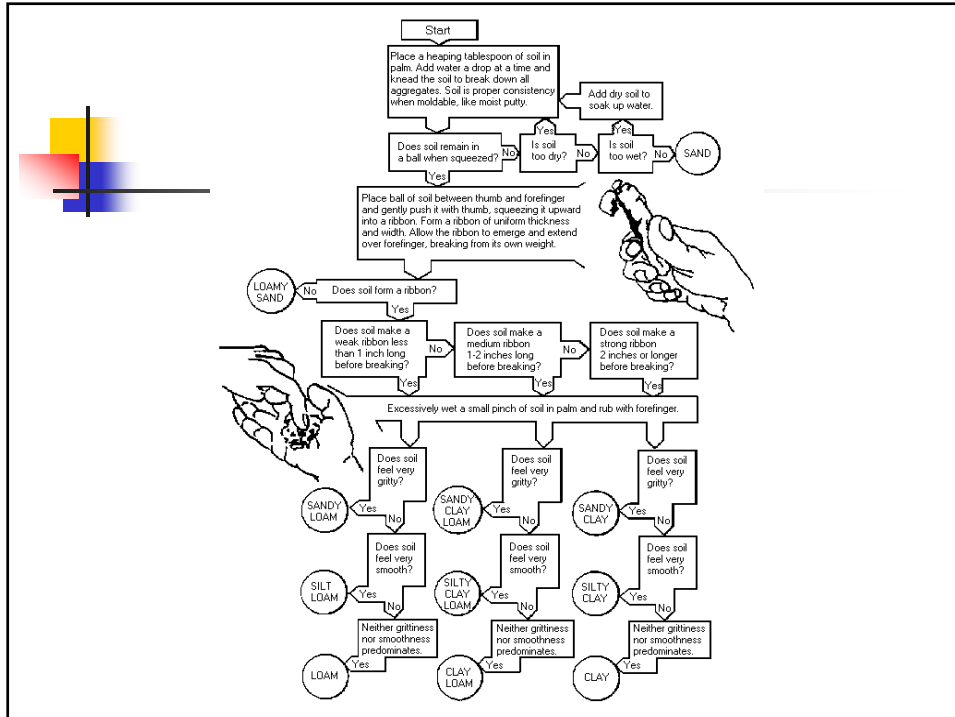 Start
Place a heaping tablespoon of soil in
palm. Add water a drop at a time and
knead the soil to break down all
aggregates. Soil is proper consistency
when moldable, like moist putty.
Add dry soil to
soak up water.
Yes
Yes
Does soil remain in
a ball when squeezed?
No
Is soil
too dry?
No
Is soil
too wet?
No
SAND
Yes
Place ball of soil between thumb and forefinger
and gently push it with thumb, squeezing it upward
into a ribbon. Form a ribbon of uniform thickness
and width. Allow the ribbon to emerge and extend
over forefinger, breaking from its own weight.
LOAMY
SAND
No
Does soil form a ribbon?
Yes
Does soil make a
weak ribbon less
than 1 inch long
before breaking?
No
Does soil make a
medium ribbon
1-2 inches long
before breaking?
No
Does soil make a
strong ribbon
2 inches or longer
before breaking?
Yes
Yes
Yes
Excessively wet a small pinch of soil in palm and rub with forefinger.
Does soil
feel very
gritty?
Does soil
feel very
gritty?
Does soil
feel very
gritty?
SANDY
LOAM
Yes
No
SANDY
CLAY
LOAM
Yes
No
SANDY
CLAY
Yes
No
Does soil
feel very
smooth?
Does soil
feel very
smooth?
Does soil
feel very
smooth?
SILT
LOAM
Yes
No
SILTY
CLAY
LOAM
Yes
No
SILTY
CLAY
Yes
No
Neither grittiness
nor smoothness
predominates.
Neither grittiness
nor smoothness
predominates.
Neither grittiness
nor smoothness
predominates.
LOAM
Yes
CLAY
LOAM
Yes
CLAY
Yes